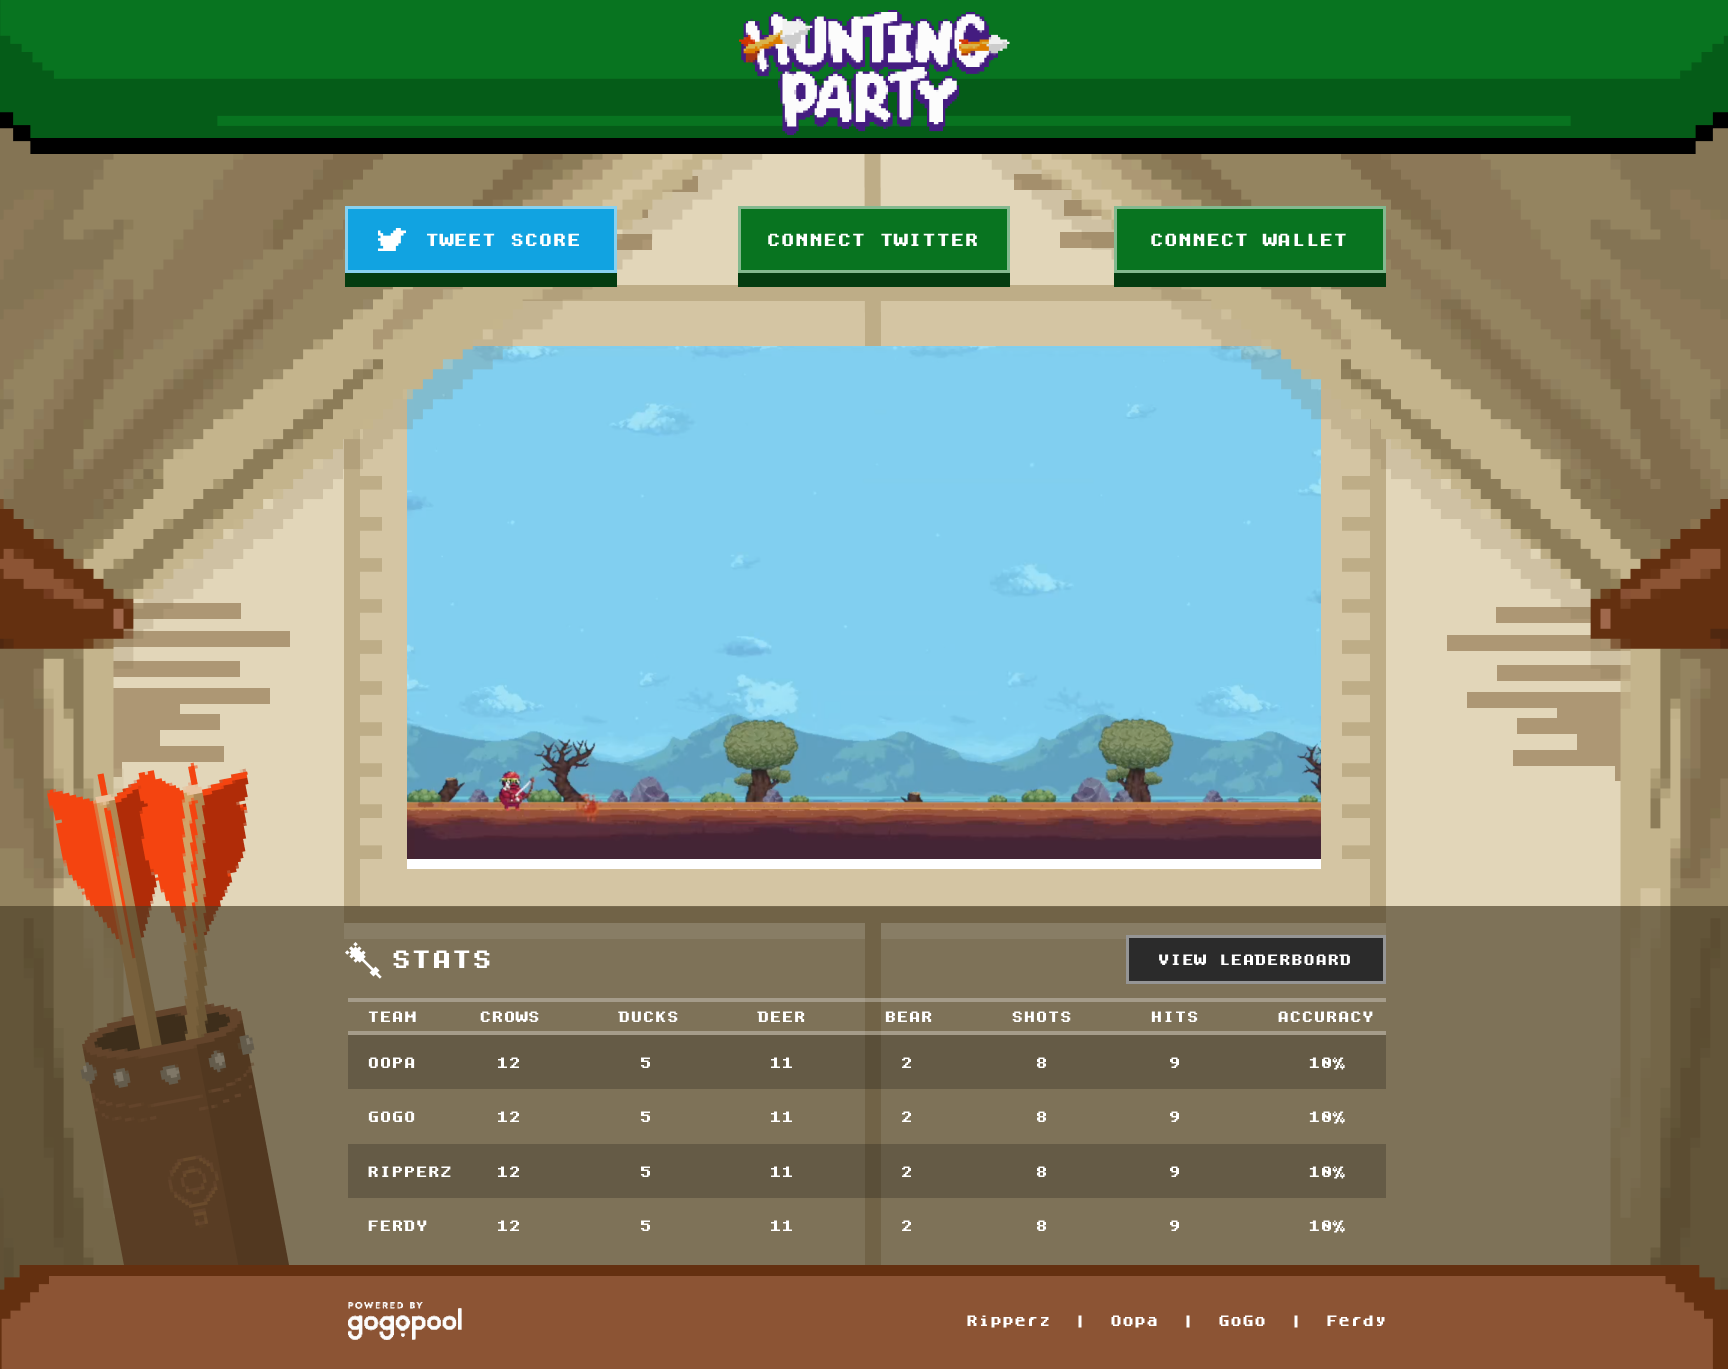 HUNTING
PARTY
TWEET SCORE
CONNECT TWITTER
CONNECT WALLET
STATS
VIEW LEADERBOARD
TEAM CROWS DUCKS DEER BEAR SHOTS HITS ACCURACY
OOPA 12 5 11 2 8 9 10%
GOGO 12 5 11 2 8 9 10%
RIPPERZ 12 5 11 2 8 9 10%
FERDY 12 5 11 2 8 9 10%
POWERED BY
gogopool
Ripperz | Oopa | GoGo | Ferdy